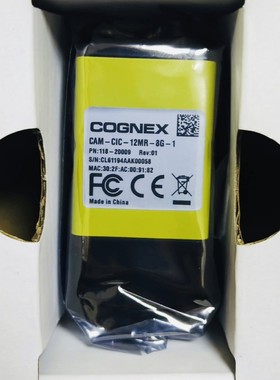 COGNEX
CAM-CIC-12MR-8G-1
PN:118-20009 Rev:01
S/N:CL61194AAK00058
MAC:30:2F:AC:00:91:62
FC CE
Made in China